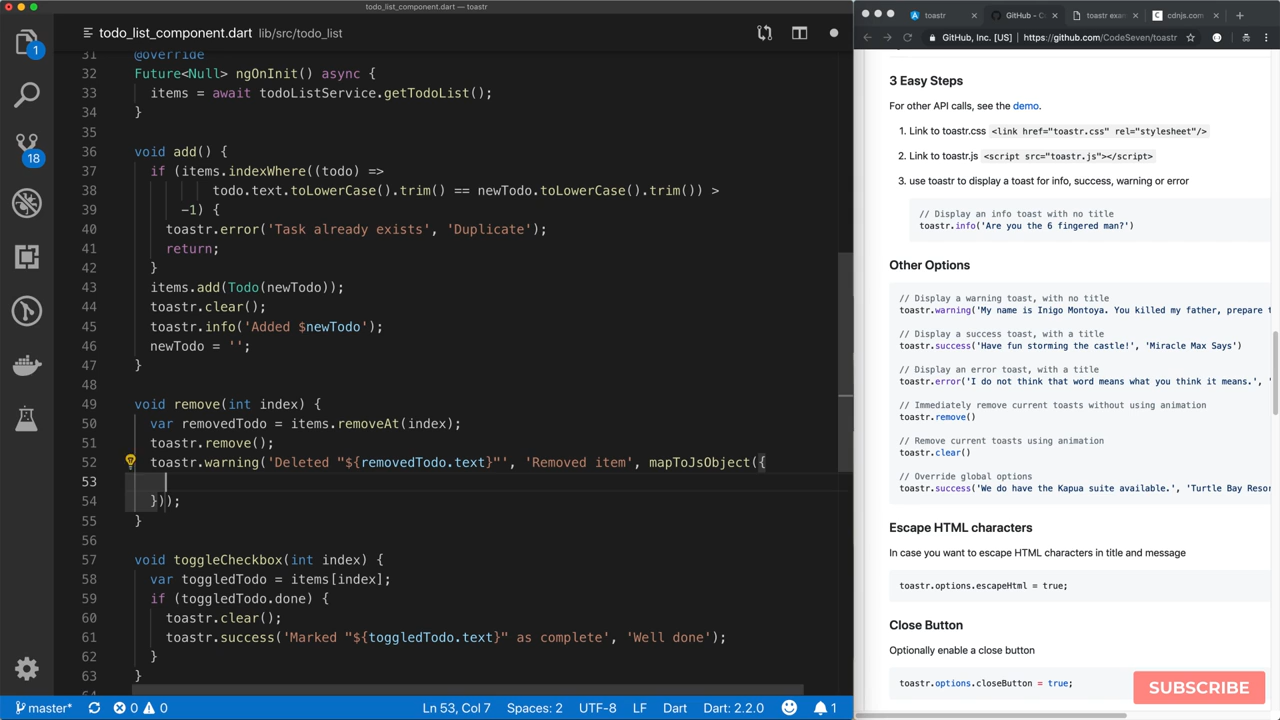 todo_list_component.dart — toastr
todo_list_component.dart lib/src/todo_list
31 @override
32 Future<Null> ngOnInit() async {
33 items = await todoListService.getTodoList();
34 }
35
36 void add() {
37 if (items.indexWhere((todo) =>
38 todo.text.toLowerCase().trim() == newTodo.toLowerCase().trim()) >
39 -1) {
40 toastr.error('Task already exists', 'Duplicate');
41 return;
42 }
43 items.add(Todo(newTodo));
44 toastr.clear();
45 toastr.info('Added $newTodo');
46 newTodo = '';
47 }
48
49 void remove(int index) {
50 var removedTodo = items.removeAt(index);
51 toastr.remove();
52 toastr.warning('Deleted "${removedTodo.text}"', 'Removed item', mapToJsObject({
53
54 }));
55 }
56
57 void toggleCheckbox(int index) {
58 var toggledTodo = items[index];
59 if (toggledTodo.done) {
60 toastr.clear();
61 toastr.success('Marked "${toggledTodo.text}" as complete', 'Well done');
62 }
63 }
64
1
18
master* 0 0 Ln 53, Col 7 Spaces: 2 UTF-8 LF Dart Dart: 2.2.0 1
toastr × GitHub - C × toastr exa × cdnjs.com ×
GitHub, Inc. [US] https://github.com/CodeSeven/toastr
3 Easy Steps
For other API calls, see the demo.
1. Link to toastr.css <link href="toastr.css" rel="stylesheet"/>
2. Link to toastr.js <script src="toastr.js"></script>
3. use toastr to display a toast for info, success, warning or error
// Display an info toast with no title
toastr.info('Are you the 6 fingered man?')
Other Options
// Display a warning toast, with no title
toastr.warning('My name is Inigo Montoya. You killed my father, prepare t
// Display a success toast, with a title
toastr.success('Have fun storming the castle!', 'Miracle Max Says')
// Display an error toast, with a title
toastr.error('I do not think that word means what you think it means.', '
// Immediately remove current toasts without using animation
toastr.remove()
// Remove current toasts using animation
toastr.clear()
// Override global options
toastr.success('We do have the Kapua suite available.', 'Turtle Bay Resor
Escape HTML characters
In case you want to escape HTML characters in title and message
toastr.options.escapeHtml = true;
Close Button
Optionally enable a close button
toastr.options.closeButton = true;
SUBSCRIBE